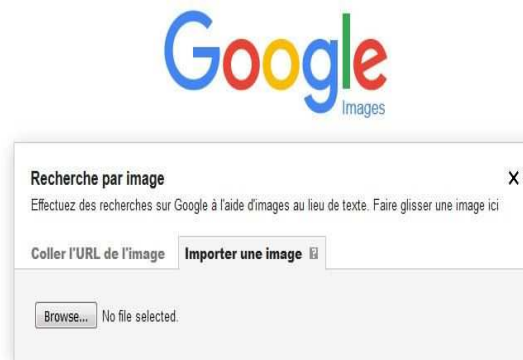 Google
Images
Recherche par image X
Effectuez des recherches sur Google à l'aide d'images au lieu de texte. Faire glisser une image ici
Coller l'URL de l'image Importer une image ?
Browse... No file selected.